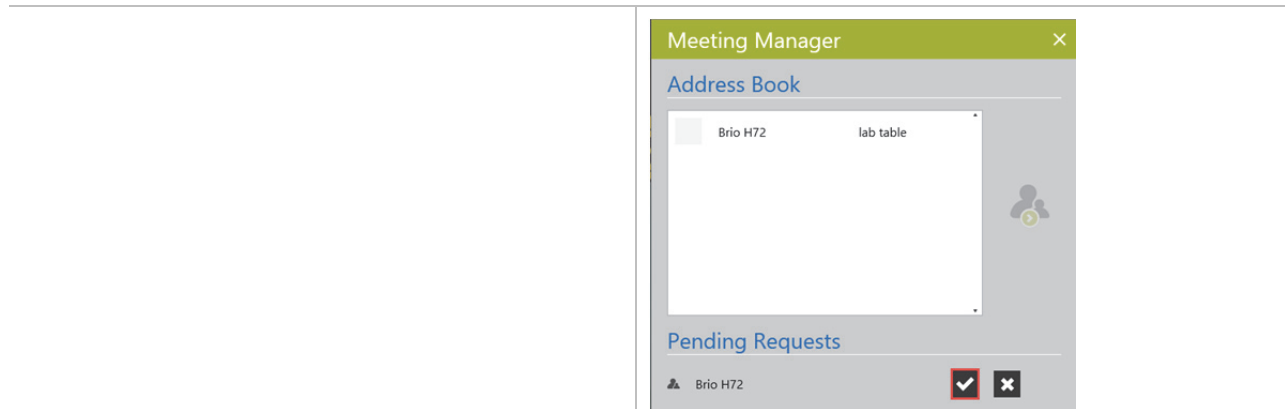 Meeting Manager
Address Book
Brio H72 lab table
Pending Requests
Brio H72